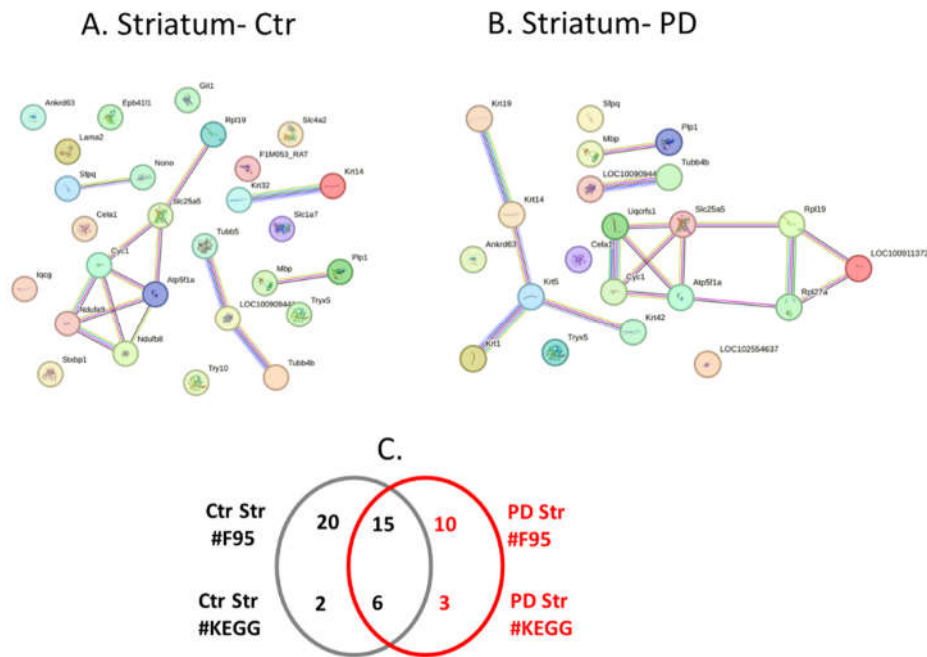 A. Striatum- Ctr
B. Striatum- PD
Ankrd63
Epb41l1
Git1
Lama2
Rpl19
Slc4a2
Sfpq
Nono
F1M053_RAT
Krt32
Krt14
Slc25a5
Cela1
Slc1a7
Cyc1
Tubb5
Iqcg
Atp5f1a
Mbp
Plp1
Ndufa9
LOC100909441
Tryx5
Ndufb8
Stxbp1
Try10
Tubb4b
Krt19
Sfpq
Mbp
Plp1
LOC10090944
Tubb4b
Krt14
Uqcrfs1
Slc25a5
Rpl19
Ankrd63
Cela1
LOC100911372
Krt5
Cyc1
Atp5f1a
Rpl27a
Krt42
Krt1
Tryx5
LOC102554637
C.
Ctr Str
#F95
20
15
10
PD Str
#F95
Ctr Str
#KEGG
2
6
3
PD Str
#KEGG